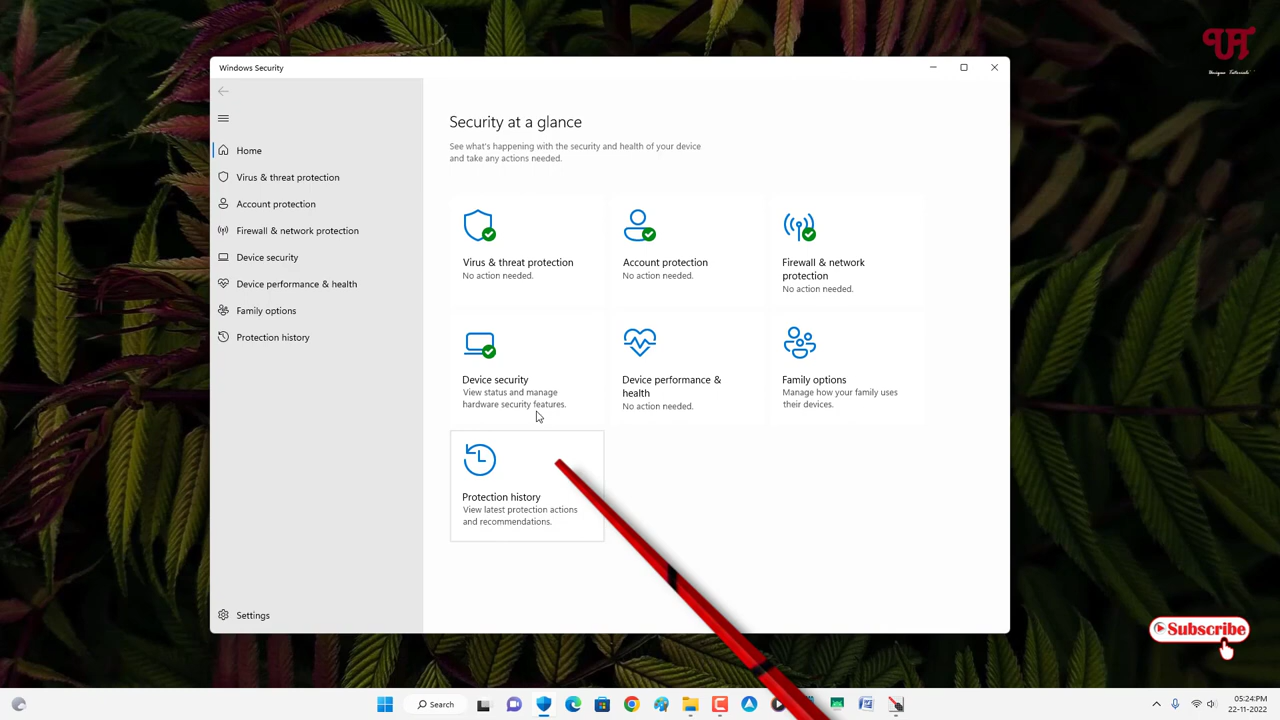 UT
Unique Tutorials
Windows Security
Home
Virus & threat protection
Account protection
Firewall & network protection
Device security
Device performance & health
Family options
Protection history
Settings
Security at a glance
See what's happening with the security and health of your device
and take any actions needed.
Virus & threat protection
No action needed.
Account protection
No action needed.
Firewall & network
protection
No action needed.
Device security
View status and manage
hardware security features.
Device performance &
health
No action needed.
Family options
Manage how your family uses
their devices.
Protection history
View latest protection actions
and recommendations.
Subscribe
Search
05:24:PM
22-11-2022